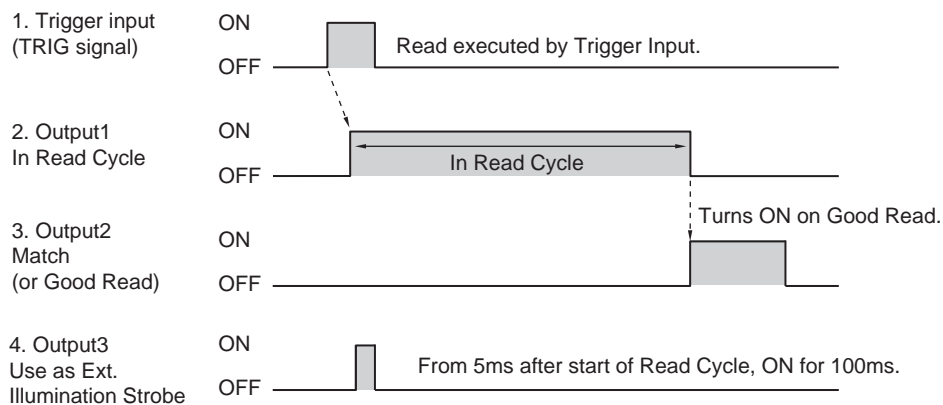 1. Trigger input
(TRIG signal)
ON
OFF
Read executed by Trigger Input.
2. Output1
In Read Cycle
ON
OFF
In Read Cycle
Turns ON on Good Read.
3. Output2
Match
(or Good Read)
ON
OFF
4. Output3
Use as Ext.
Illumination Strobe
ON
OFF
From 5ms after start of Read Cycle, ON for 100ms.